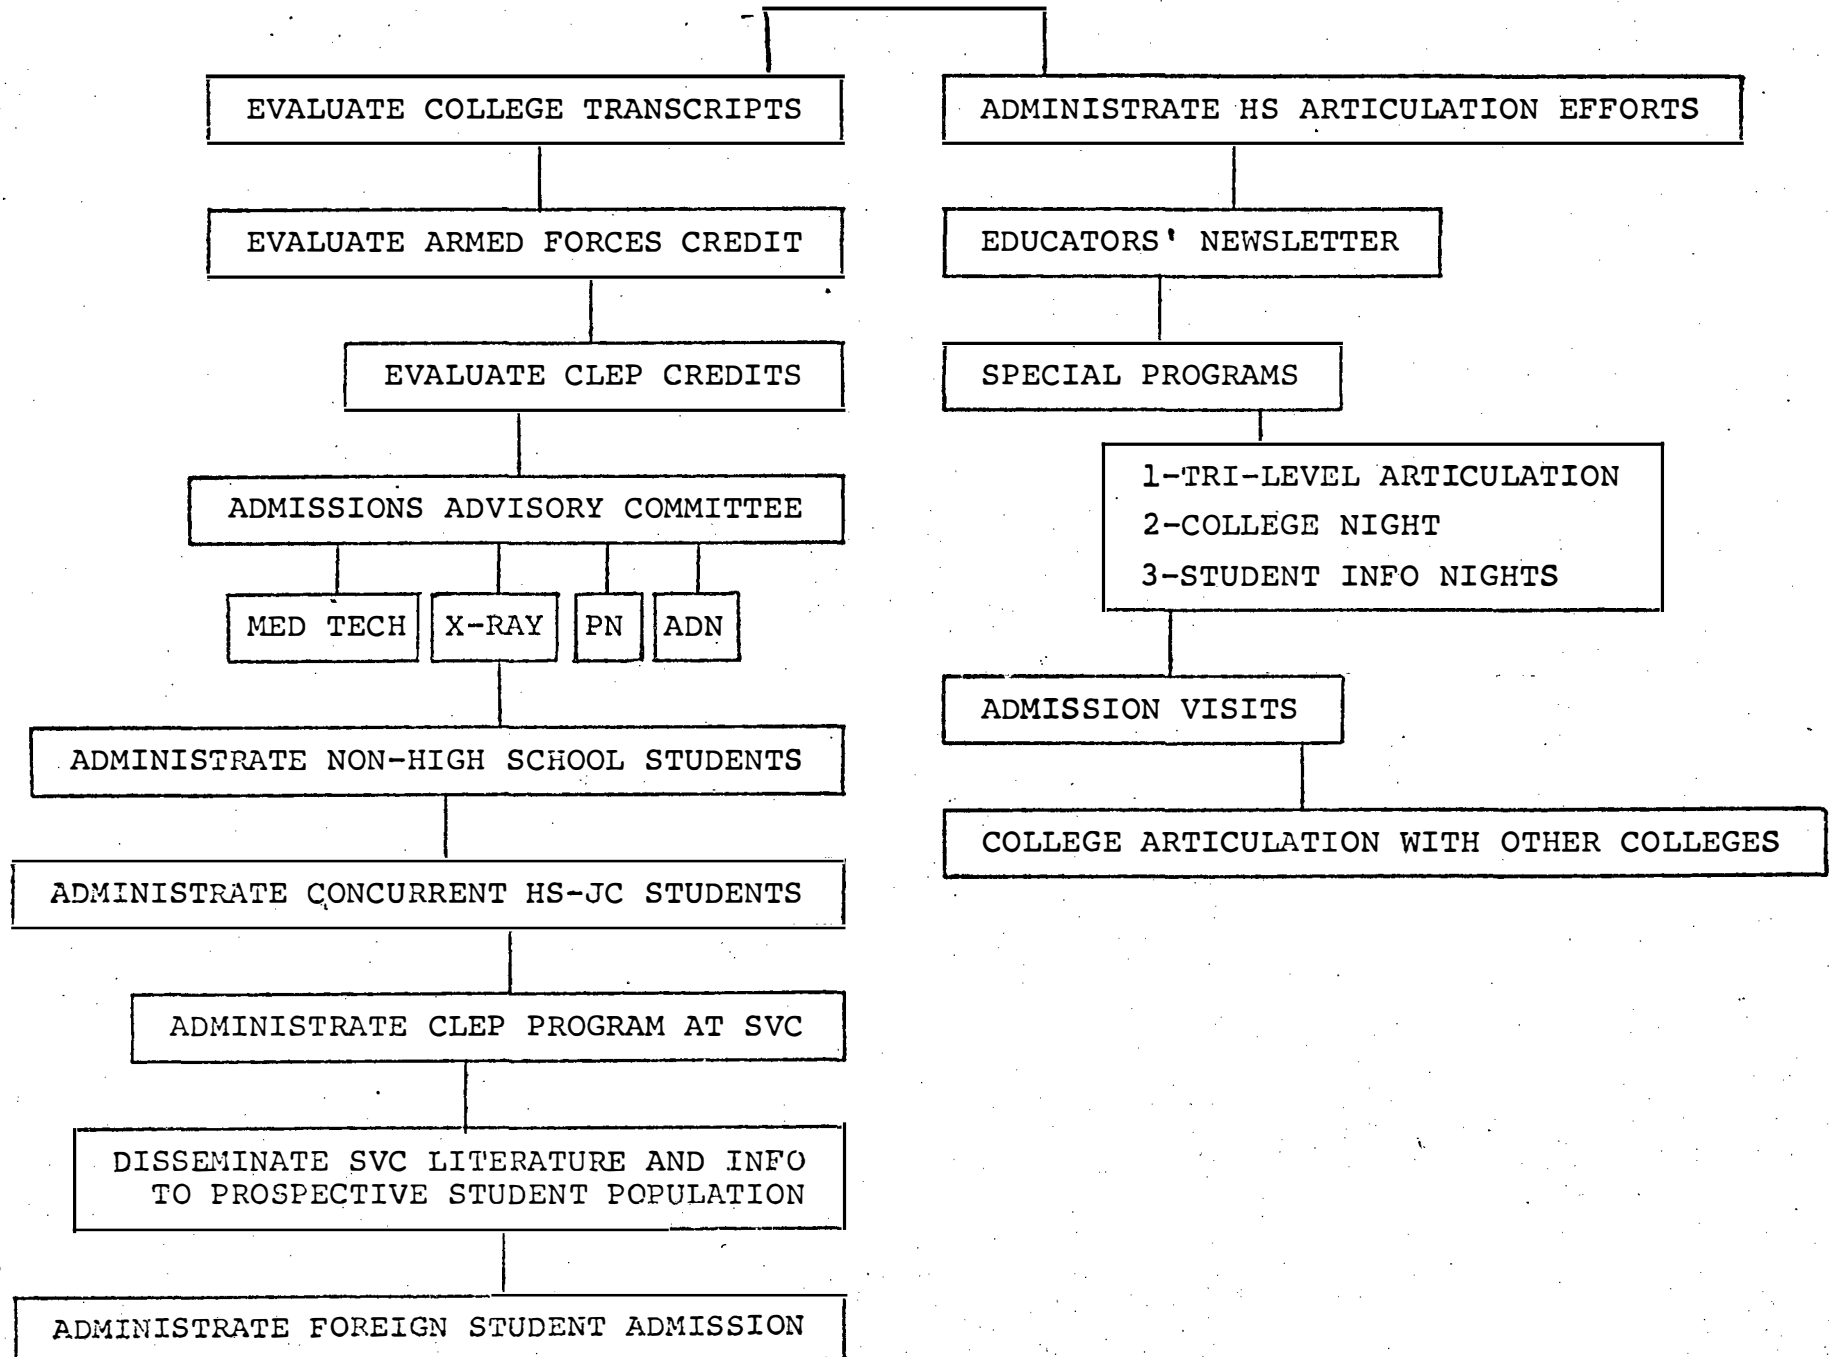 EVALUATE COLLEGE TRANSCRIPTS
EVALUATE ARMED FORCES CREDIT
EVALUATE CLEP CREDITS
ADMISSIONS ADVISORY COMMITTEE
MED TECH
X-RAY
PN
ADN
ADMINISTRATE NON-HIGH SCHOOL STUDENTS
ADMINISTRATE CONCURRENT HS-JC STUDENTS
ADMINISTRATE CLEP PROGRAM AT SVC
DISSEMINATE SVC LITERATURE AND INFO
TO PROSPECTIVE STUDENT POPULATION
ADMINISTRATE FOREIGN STUDENT ADMISSION
ADMINISTRATE HS ARTICULATION EFFORTS
EDUCATORS' NEWSLETTER
SPECIAL PROGRAMS
1-TRI-LEVEL ARTICULATION
2-COLLEGE NIGHT
3-STUDENT INFO NIGHTS
ADMISSION VISITS
COLLEGE ARTICULATION WITH OTHER COLLEGES